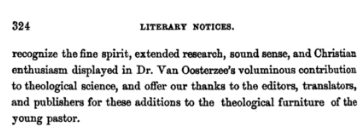 324 LITERARY NOTICES.
recognize the fine spirit, extended research, sound sense, and Christian
enthusiasm displayed in Dr. Van Oosterzee's voluminous contribution
to theological science, and offer our thanks to the editors, translators,
and publishers for these additions to the theological furniture of the
young pastor.